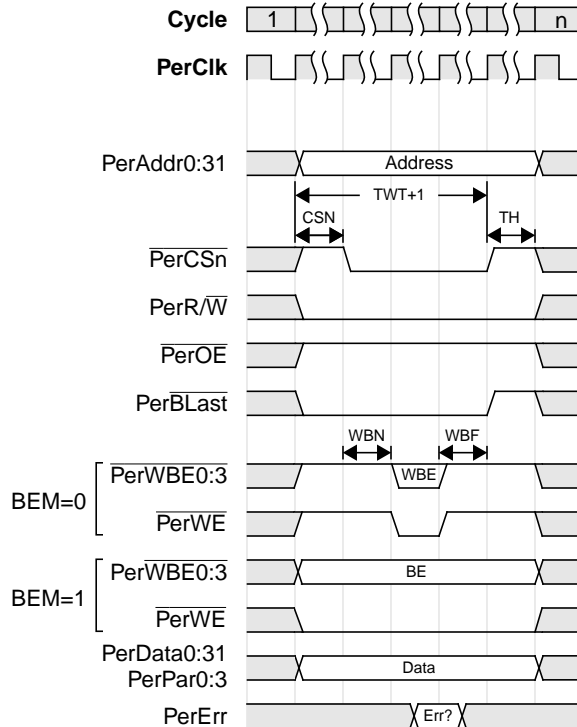 Cycle 1 n
PerClk
PerAddr0:31 Address
TWT+1
CSN TH
PerCSn
PerR/W
PerOE
PerBLast
WBN WBF
BEM=0 PerWBE0:3 WBE
PerWE
BEM=1 PerWBE0:3 BE
PerWE
PerData0:31
PerPar0:3 Data
PerErr Err?